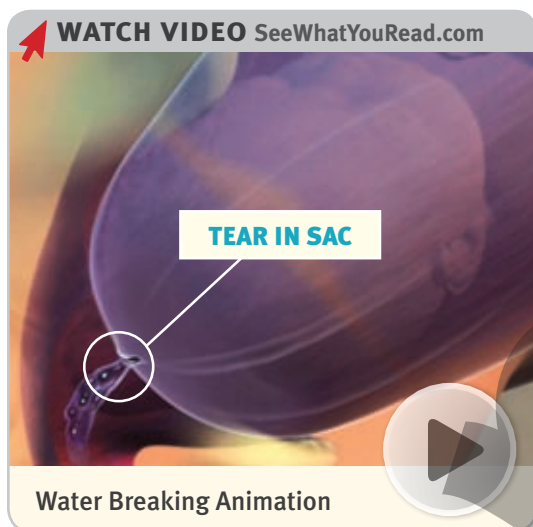 WATCH VIDEO SeeWhatYouRead.com
TEAR IN SAC
Water Breaking Animation